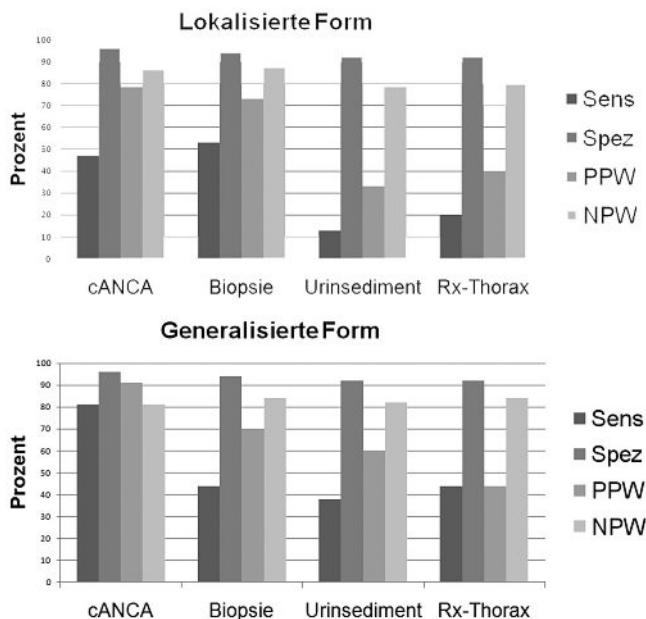 Lokalisierte Form
100
90
80
70
60
50
40
30
20
10
0
Prozent
cANCA Biopsie Urinsediment Rx-Thorax
Sens
Spez
PPW
NPW
Generalisierte Form
100
90
80
70
60
50
40
30
20
10
0
Prozent
cANCA Biopsie Urinsediment Rx-Thorax
Sens
Spez
PPW
NPW